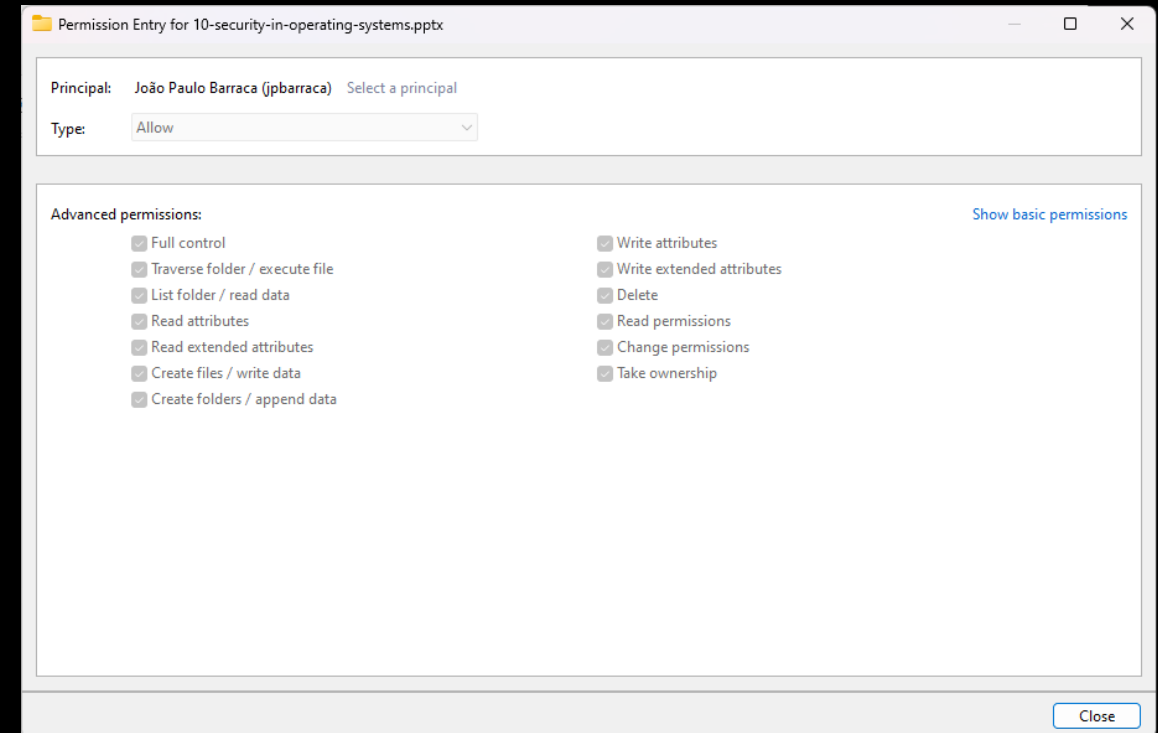 Permission Entry for 10-security-in-operating-systems.pptx
Principal: João Paulo Barraca (jpbarraca) Select a principal
Type: Allow
Advanced permissions: Show basic permissions
Full control
Traverse folder / execute file
List folder / read data
Read attributes
Read extended attributes
Create files / write data
Create folders / append data
Write attributes
Write extended attributes
Delete
Read permissions
Change permissions
Take ownership
Close